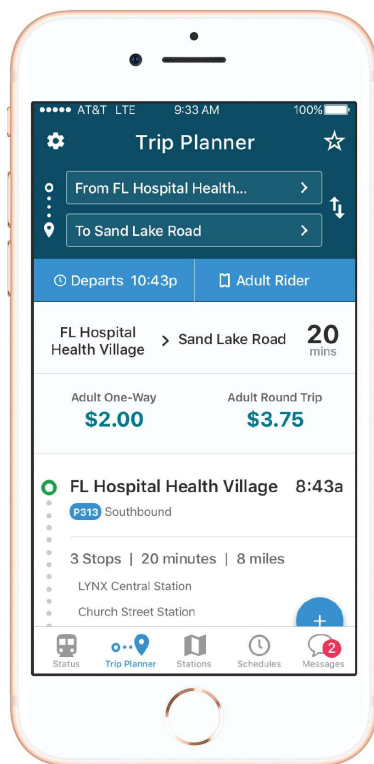 AT&T LTE 9:33 AM 100%
Trip Planner
From FL Hospital Health...
To Sand Lake Road
Departs 10:43p Adult Rider
FL Hospital
Health Village > Sand Lake Road 20
mins
Adult One-Way Adult Round Trip
$2.00 $3.75
FL Hospital Health Village 8:43a
P313 Southbound
3 Stops | 20 minutes | 8 miles
LYNX Central Station
Church Street Station
+
2
Status Trip Planner Stations Schedules Messages